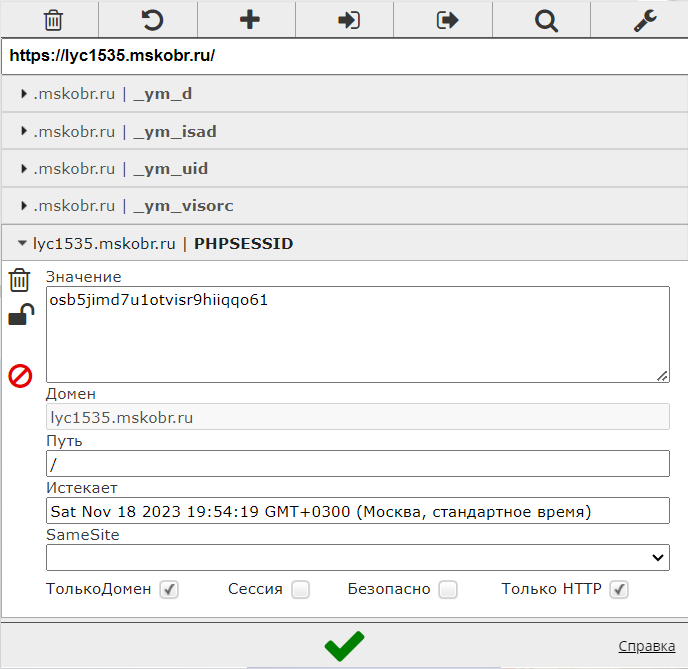 https://lyc1535.mskobr.ru/
.mskobr.ru | _ym_d
.mskobr.ru | _ym_isad
.mskobr.ru | _ym_uid
.mskobr.ru | _ym_visorc
lyc1535.mskobr.ru | PHPSESSID
Значение
osb5jimd7u1otvisr9hiiqqo61
Домен
lyc1535.mskobr.ru
Путь
/
Истекает
Sat Nov 18 2023 19:54:19 GMT+0300 (Москва, стандартное время)
SameSite
ТолькоДомен Сессия Безопасно Только HTTP
Справка